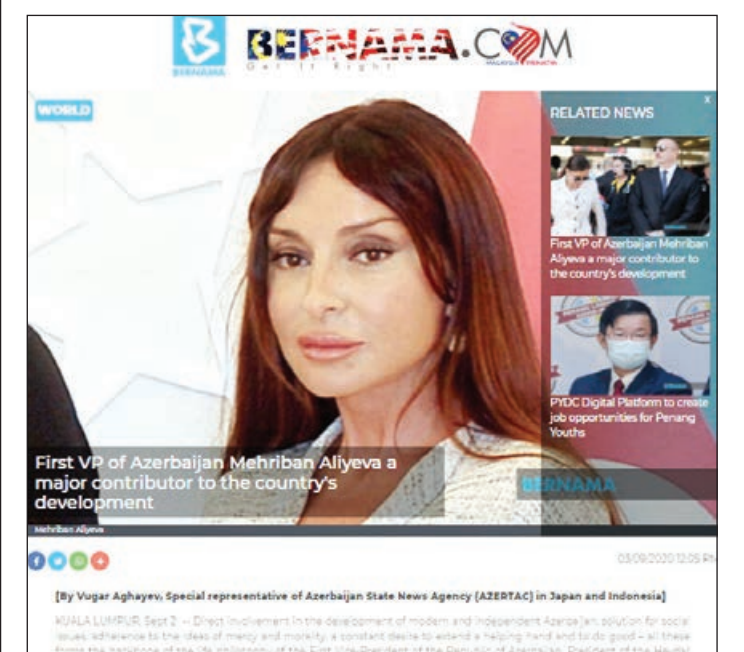 BERNAMA
BERNAMA.COM
Get It Right
WORLD
RELATED NEWS
X
First VP of Azerbaijan Mehriban
Aliyeva a major contributor to
the country's development
PYDC Digital Platform to create
job opportunities for Penang
Youths
First VP of Azerbaijan Mehriban Aliyeva a
major contributor to the country's
development
BERNAMA
Mehriban Aliyeva
03/09/2020 12:05
[By Vugar Aghayev, Special representative of Azerbaijan State News Agency (AZERTAC) in Japan and Indonesia]
KUALA LUMPUR, Sept 2 -- Direct involvement in the development of modern and independent Azerbaijan, solution for social
issues, adherence to the ideas of mercy and morality, a constant desire to extend a helping hand and to do good – all these
forms the backbone of the life philosophy of the First Vice-President of the Republic of Azerbaijan, President of the Heydar